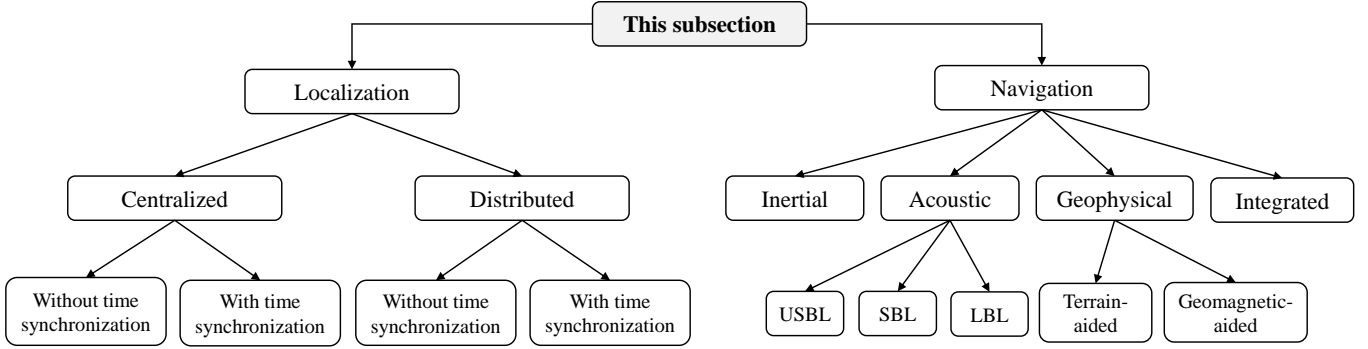 This subsection
Localization
Navigation
Centralized
Distributed
Inertial
Acoustic
Geophysical
Integrated
Without time
synchronization
With time
synchronization
Without time
synchronization
With time
synchronization
USBL
SBL
LBL
Terrain-
aided
Geomagnetic-
aided